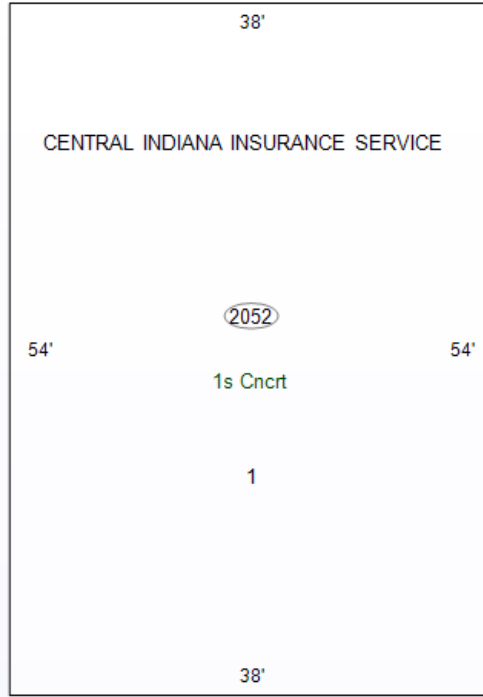 38'
CENTRAL INDIANA INSURANCE SERVICE
2052
54' 54'
1s Cncrt
1
38'